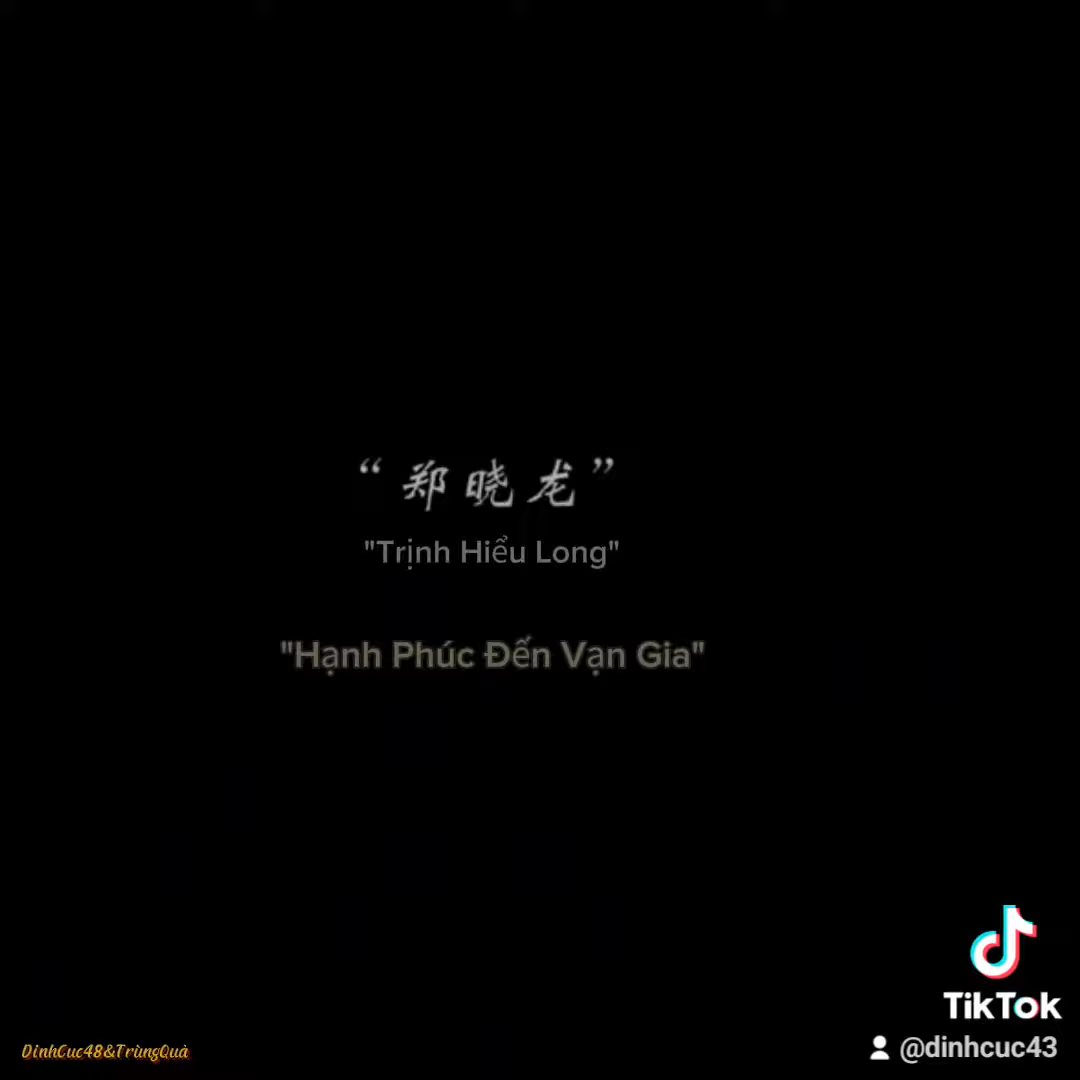 “郑晓龙”
"Trịnh Hiểu Long"
"Hạnh Phúc Đến Vạn Gia"
TikTok
@dinhcuc43
DinhCuc48&TrùngQuà